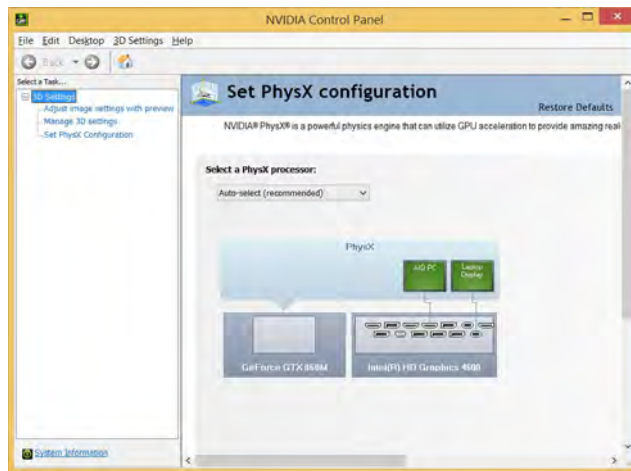 NVIDIA Control Panel
File Edit Desktop 3D Settings Help
Back
Select a Task...
3D Settings
Adjust image settings with preview
Manage 3D settings
Set PhysX Configuration
Set PhysX configuration
Restore Defaults
NVIDIA® PhysX® is a powerful physics engine that can utilize GPU acceleration to provide amazing real
Select a PhysX processor:
Auto-select (recommended)
PhysX
AIO PC
Laptop Display
GeForce GTX 860M
Intel(R) HD Graphics 4600
System Information